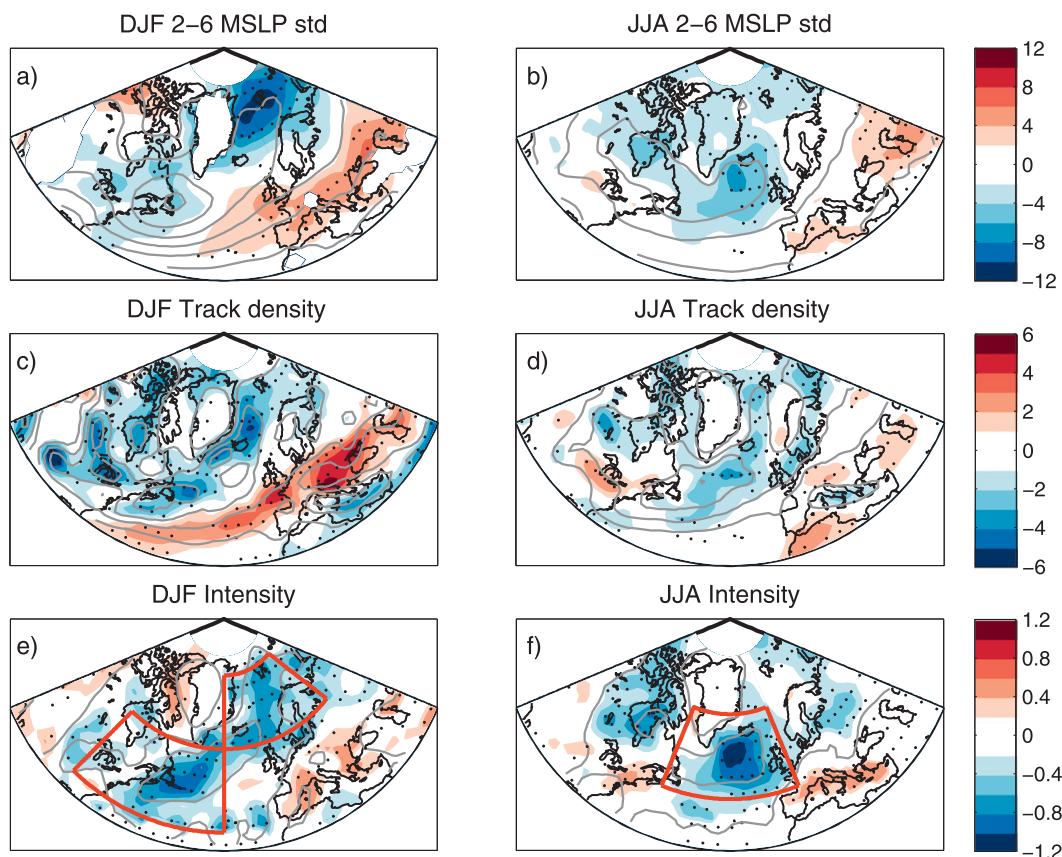 DJF 2−6 MSLP std
JJA 2−6 MSLP std
a)
b)
12
8
4
0
−4
−8
−12
DJF Track density
JJA Track density
c)
d)
6
4
2
1
0
−2
−4
−6
DJF Intensity
JJA Intensity
e)
f)
1.2
0.8
0.4
0
−0.4
−0.8
−1.2